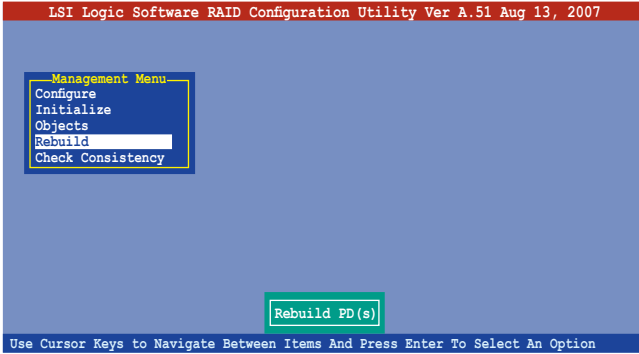 LSI Logic Software RAID Configuration Utility Ver A.51 Aug 13, 2007
Management Menu
Configure
Initialize
Objects
Rebuild
Check Consistency
Rebuild PD(s)
Use Cursor Keys to Navigate Between Items And Press Enter To Select An Option